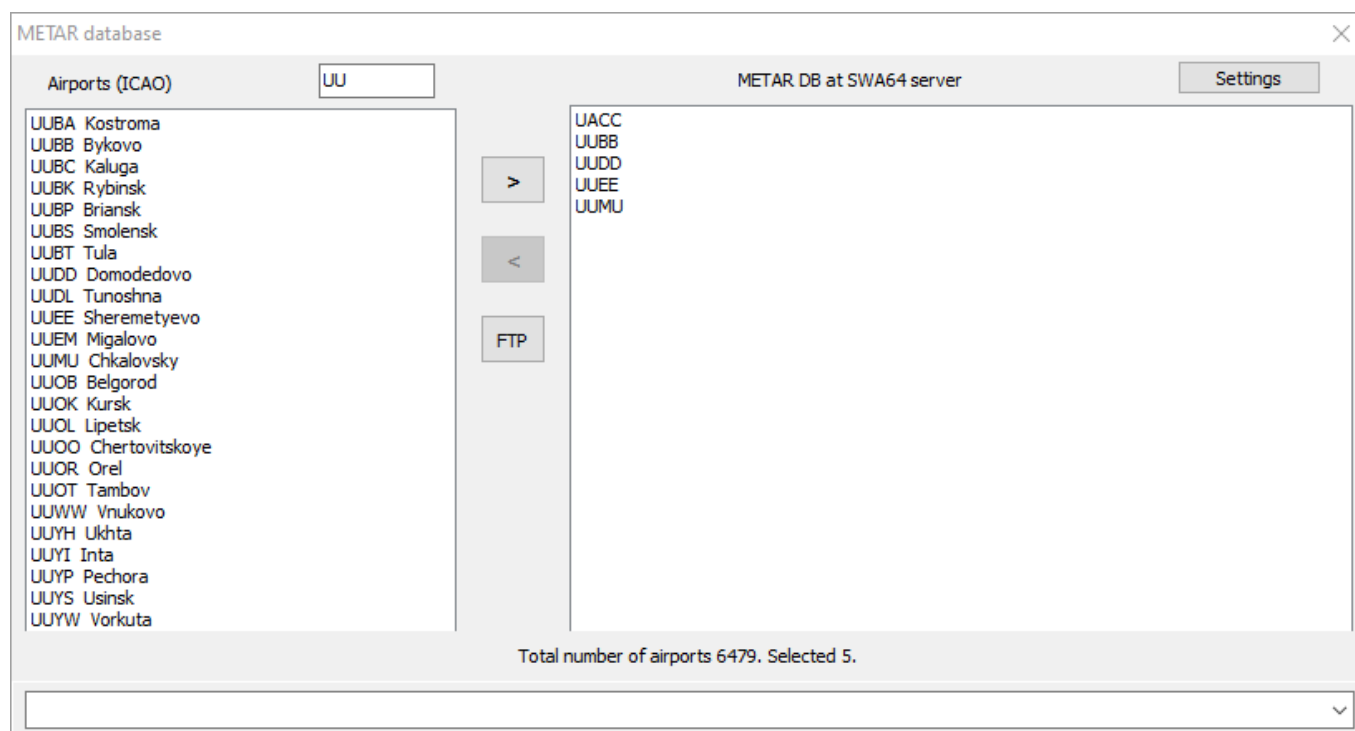 METAR database
Airports (ICAO)
UU
METAR DB at SWA64 server
Settings
UUBA Kostroma
UUBB Bykovo
UUBC Kaluga
UUBK Rybinsk
UUBP Briansk
UUBS Smolensk
UUBT Tula
UUDD Domodedovo
UUDL Tunoshna
UUEE Sheremetyevo
UUEM Migalovo
UUMU Chkalovsky
UUOB Belgorod
UUOK Kursk
UUOL Lipetsk
UUOO Chertovitskoye
UUOR Orel
UUOT Tambov
UUWW Vnukovo
UUYH Ukhta
UUYI Inta
UUYP Pechora
UUYS Usinsk
UUYW Vorkuta
>
<
FTP
UACC
UUBB
UUDD
UUEE
UUMU
Total number of airports 6479. Selected 5.